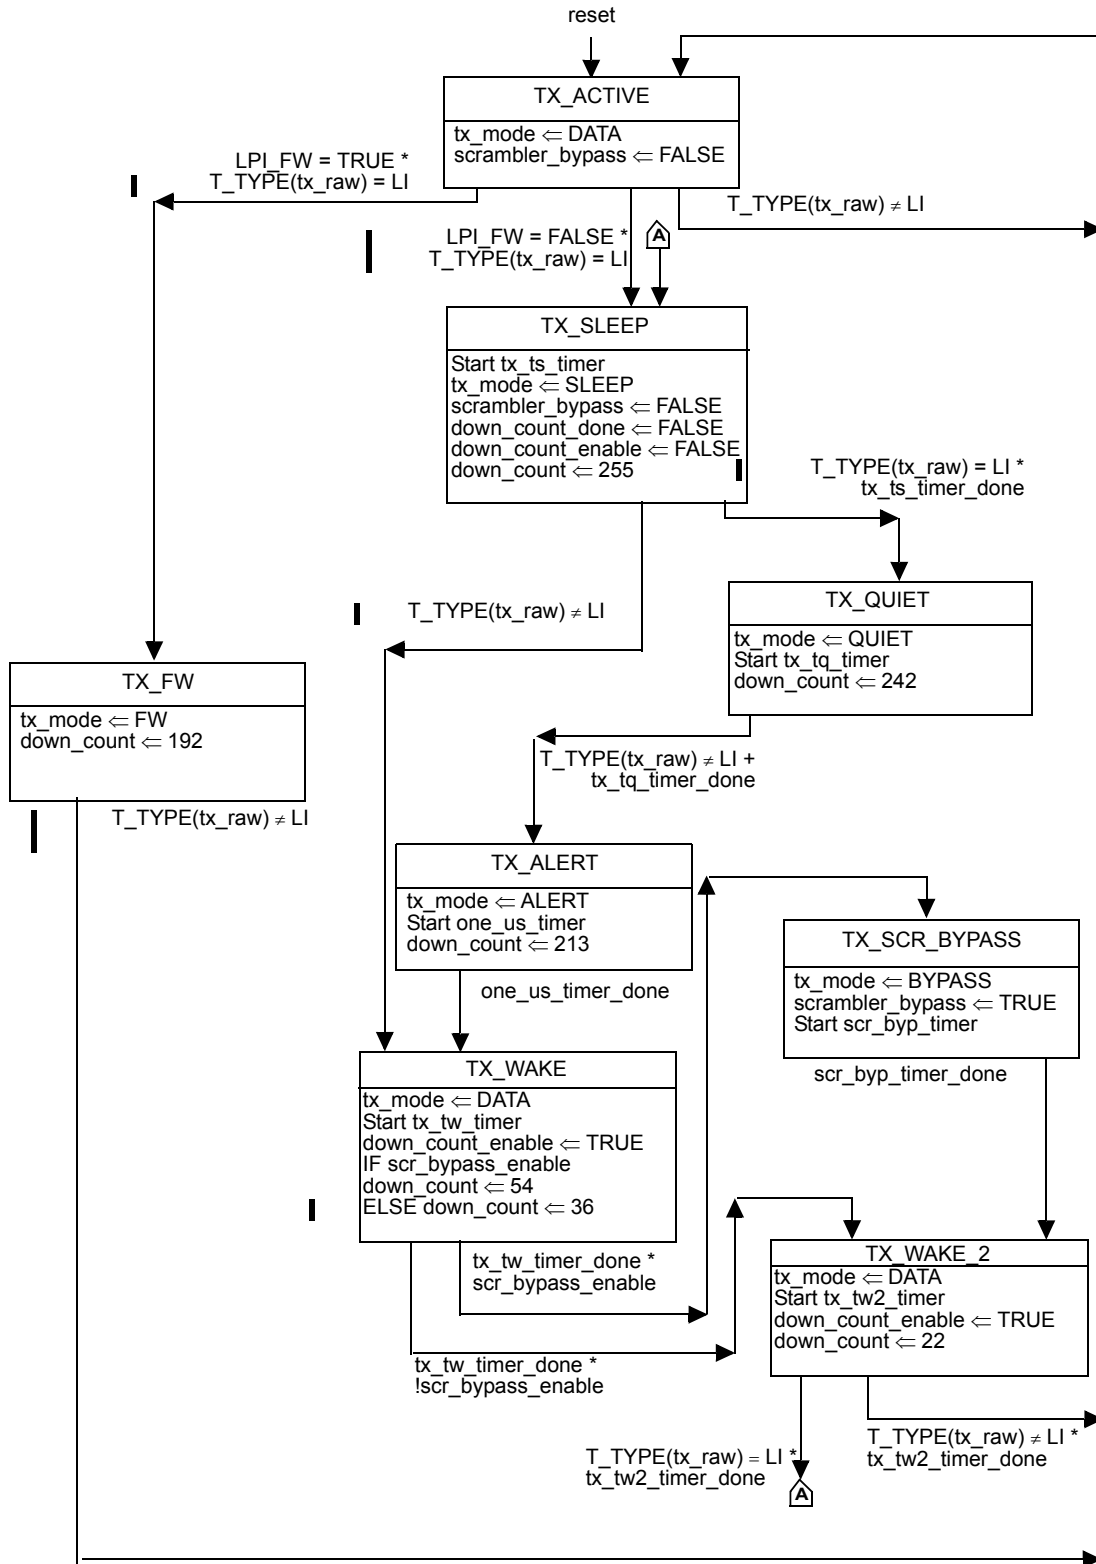 reset
TX_ACTIVE
tx_mode ⇐ DATA
scrambler_bypass ⇐ FALSE
LPI_FW = TRUE *
T_TYPE(tx_raw) = LI
T_TYPE(tx_raw) ≠ LI
LPI_FW = FALSE *
T_TYPE(tx_raw) = LI
A
TX_SLEEP
Start tx_ts_timer
tx_mode ⇐ SLEEP
scrambler_bypass ⇐ FALSE
down_count_done ⇐ FALSE
down_count_enable ⇐ FALSE
down_count ⇐ 255
T_TYPE(tx_raw) = LI *
tx_ts_timer_done
T_TYPE(tx_raw) ≠ LI
TX_QUIET
tx_mode ⇐ QUIET
Start tx_tq_timer
down_count ⇐ 242
TX_FW
tx_mode ⇐ FW
down_count ⇐ 192
T_TYPE(tx_raw) ≠ LI
T_TYPE(tx_raw) ≠ LI +
tx_tq_timer_done
TX_ALERT
tx_mode ⇐ ALERT
Start one_us_timer
down_count ⇐ 213
one_us_timer_done
TX_SCR_BYPASS
tx_mode ⇐ BYPASS
scrambler_bypass ⇐ TRUE
Start scr_byp_timer
scr_byp_timer_done
TX_WAKE
tx_mode ⇐ DATA
Start tx_tw_timer
down_count_enable ⇐ TRUE
IF scr_bypass_enable
down_count ⇐ 54
ELSE down_count ⇐ 36
tx_tw_timer_done *
scr_bypass_enable
tx_tw_timer_done *
!scr_bypass_enable
TX_WAKE_2
tx_mode ⇐ DATA
Start tx_tw2_timer
down_count_enable ⇐ TRUE
down_count ⇐ 22
T_TYPE(tx_raw) = LI *
tx_tw2_timer_done
A
T_TYPE(tx_raw) ≠ LI *
tx_tw2_timer_done